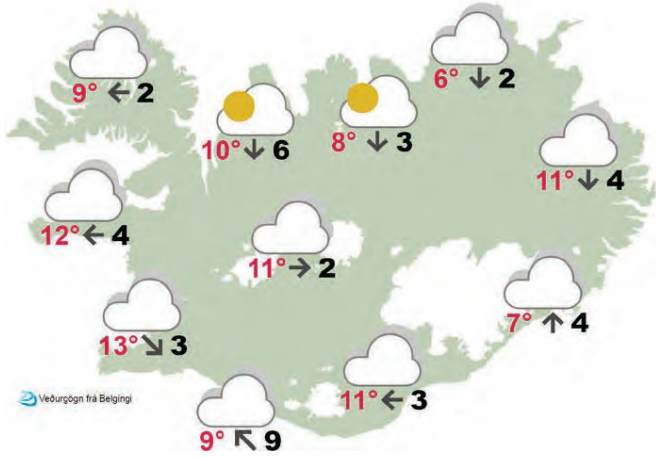 6° ↓ 2
9° ← 2
10° ↓ 6
8° ↓ 3
11° ↓ 4
12° ← 4
11° → 2
7° ↑ 4
13° ↘ 3
11° ← 3
Veðurgögn frá Belgingi
9° ↖ 9